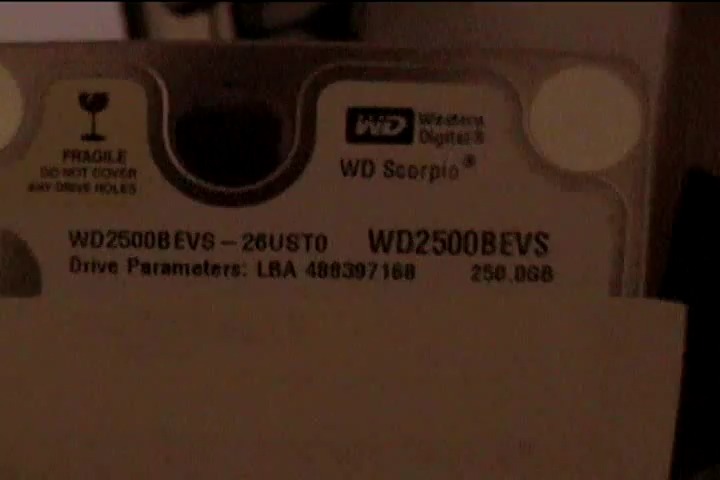 FRAGILE
DO NOT COVER
ANY DRIVE HOLES
WD Western
Digital®
WD Scorpio®
WD2500BEVS-26UST0 WD2500BEVS
Drive Parameters: LBA 488397168 250.0GB